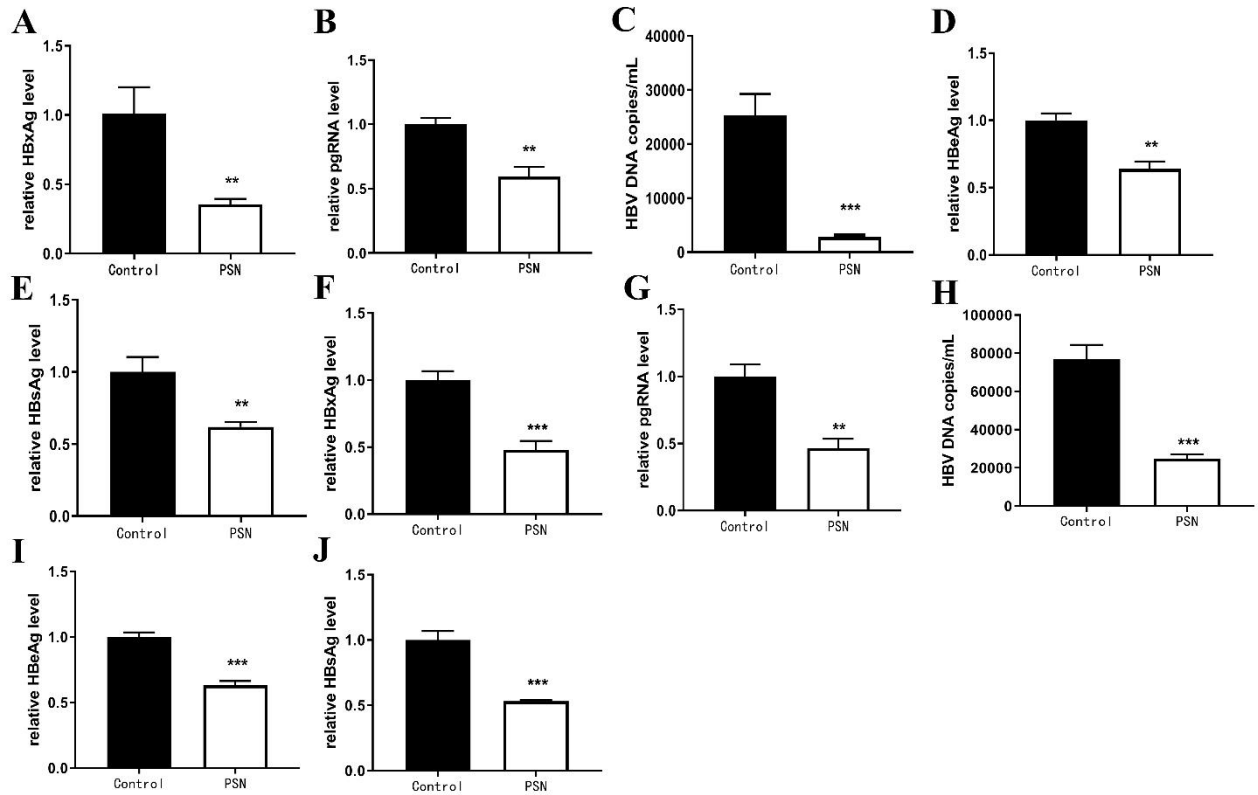 A
relative HBxAg level
1.5
1.0
0.5
0.0
**
Control PSN
B
relative pgRNA level
1.5
1.0
0.5
0.0
**
Control PSN
C
HBV DNA copies/mL
40000
30000
20000
10000
0
***
Control PSN
D
relative HBeAg level
1.5
1.0
0.5
0.0
**
Control PSN
E
relative HBsAg level
1.5
1.0
0.5
0.0
**
Control PSN
F
relative HBxAg level
1.5
1.0
0.5
0.0
***
Control PSN
G
relative pgRNA level
1.5
1.0
0.5
0.0
**
Control PSN
H
HBV DNA copies/mL
100000
80000
60000
40000
20000
0
***
Control PSN
I
relative HBeAg level
1.5
1.0
0.5
0.0
***
Control PSN
J
relative HBsAg level
1.5
1.0
0.5
0.0
***
Control PSN